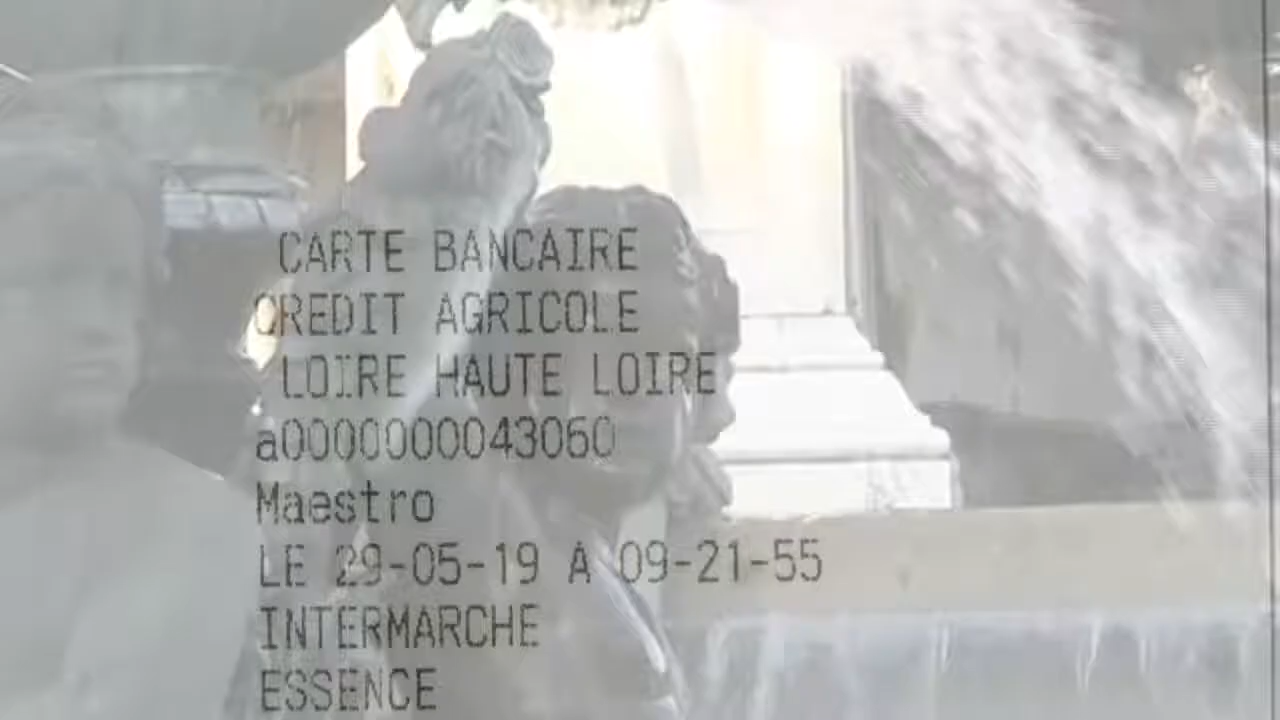 CARTE BANCAIRE
CREDIT AGRICOLE
LOIRE HAUTE LOIRE
a0000000043060
Maestro
LE 29-05-19 A 09-21-55
INTERMARCHE
ESSENCE